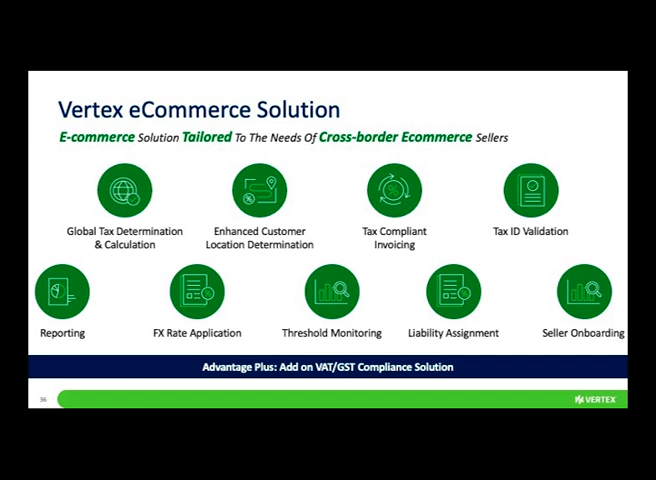 Vertex eCommerce Solution
E-commerce Solution Tailored To The Needs Of Cross-border Ecommerce Sellers
Global Tax Determination
& Calculation
Enhanced Customer
Location Determination
Tax Compliant
Invoicing
Tax ID Validation
Reporting
FX Rate Application
Threshold Monitoring
Liability Assignment
Seller Onboarding
Advantage Plus: Add on VAT/GST Compliance Solution
36
VERTEX